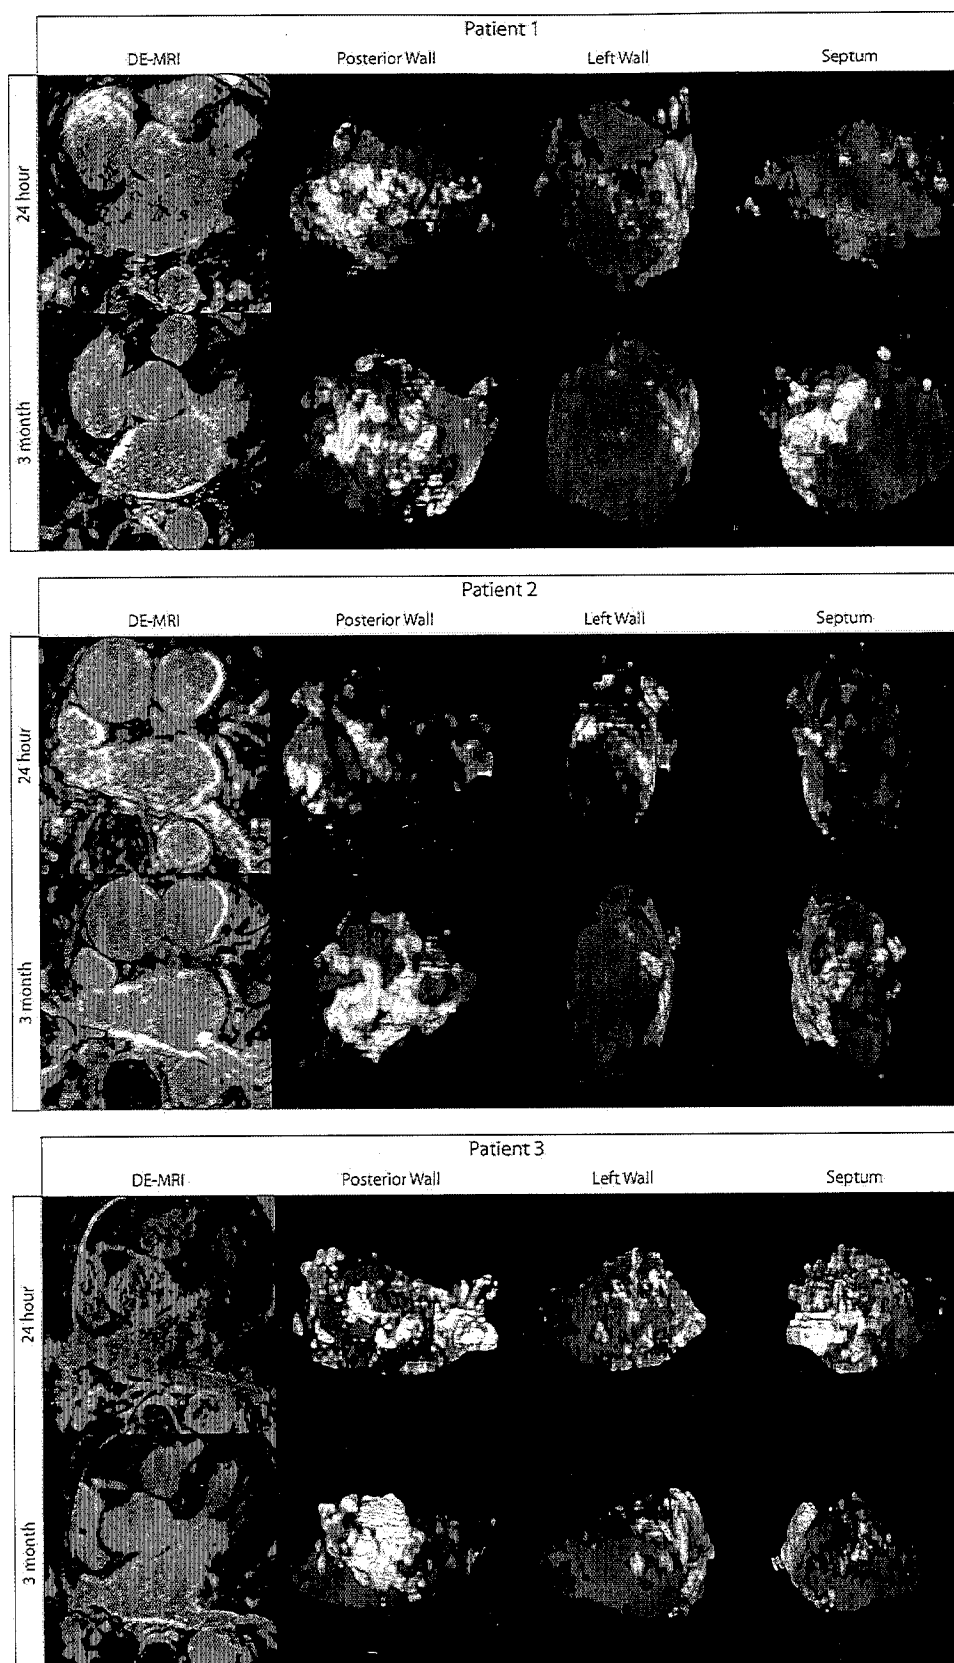 Patient 1
DE-MRI Posterior Wall Left Wall Septum
24 hour
3 month
Patient 2
DE-MRI Posterior Wall Left Wall Septum
24 hour
3 month
Patient 3
DE-MRI Posterior Wall Left Wall Septum
24 hour
3 month